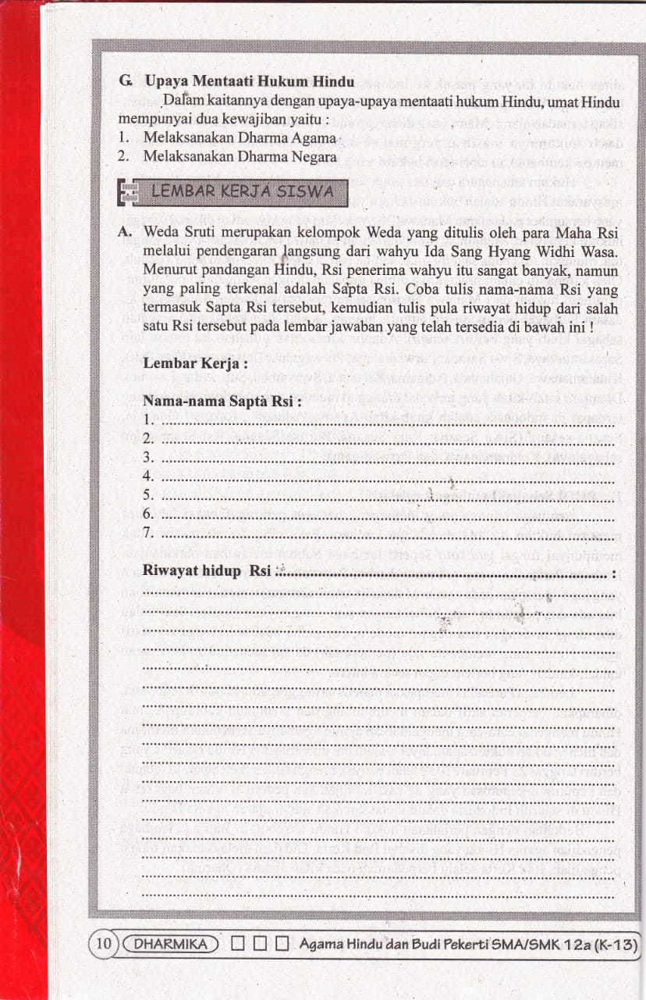 G. Upaya Mentaati Hukum Hindu
Dalam kaitannya dengan upaya-upaya mentaati hukum Hindu, umat Hindu
mempunyai dua kewajiban yaitu :
1. Melaksanakan Dharma Agama
2. Melaksanakan Dharma Negara
LEMBAR KERJA SISWA
A. Weda Sruti merupakan kelompok Weda yang ditulis oleh para Maha Rsi
melalui pendengaran langsung dari wahyu Ida Sang Hyang Widhi Wasa.
Menurut pandangan Hindu, Rsi penerima wahyu itu sangat banyak, namun
yang paling terkenal adalah Sapta Rsi. Coba tulis nama-nama Rsi yang
termasuk Sapta Rsi tersebut, kemudian tulis pula riwayat hidup dari salah
satu Rsi tersebut pada lembar jawaban yang telah tersedia di bawah ini !
Lembar Kerja :
Nama-nama Sapta Rsi :
1. ........................................
2. ........................................
3. ........................................
4. ........................................
5. ........................................
6. ........................................
7. ........................................
Riwayat hidup Rsi :........................................ :
10 DHARMIKA Agama Hindu dan Budi Pekerti SMA/SMK 12a (K-13)